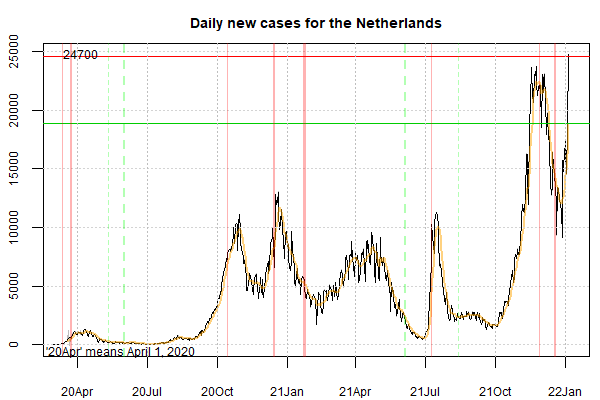 Daily new cases for the Netherlands
24700
25000
20000
15000
10000
5000
0
'20Apr' means April 1, 2020
20Apr 20Jul 20Oct 21Jan 21Apr 21Jul 21Oct 22Jan